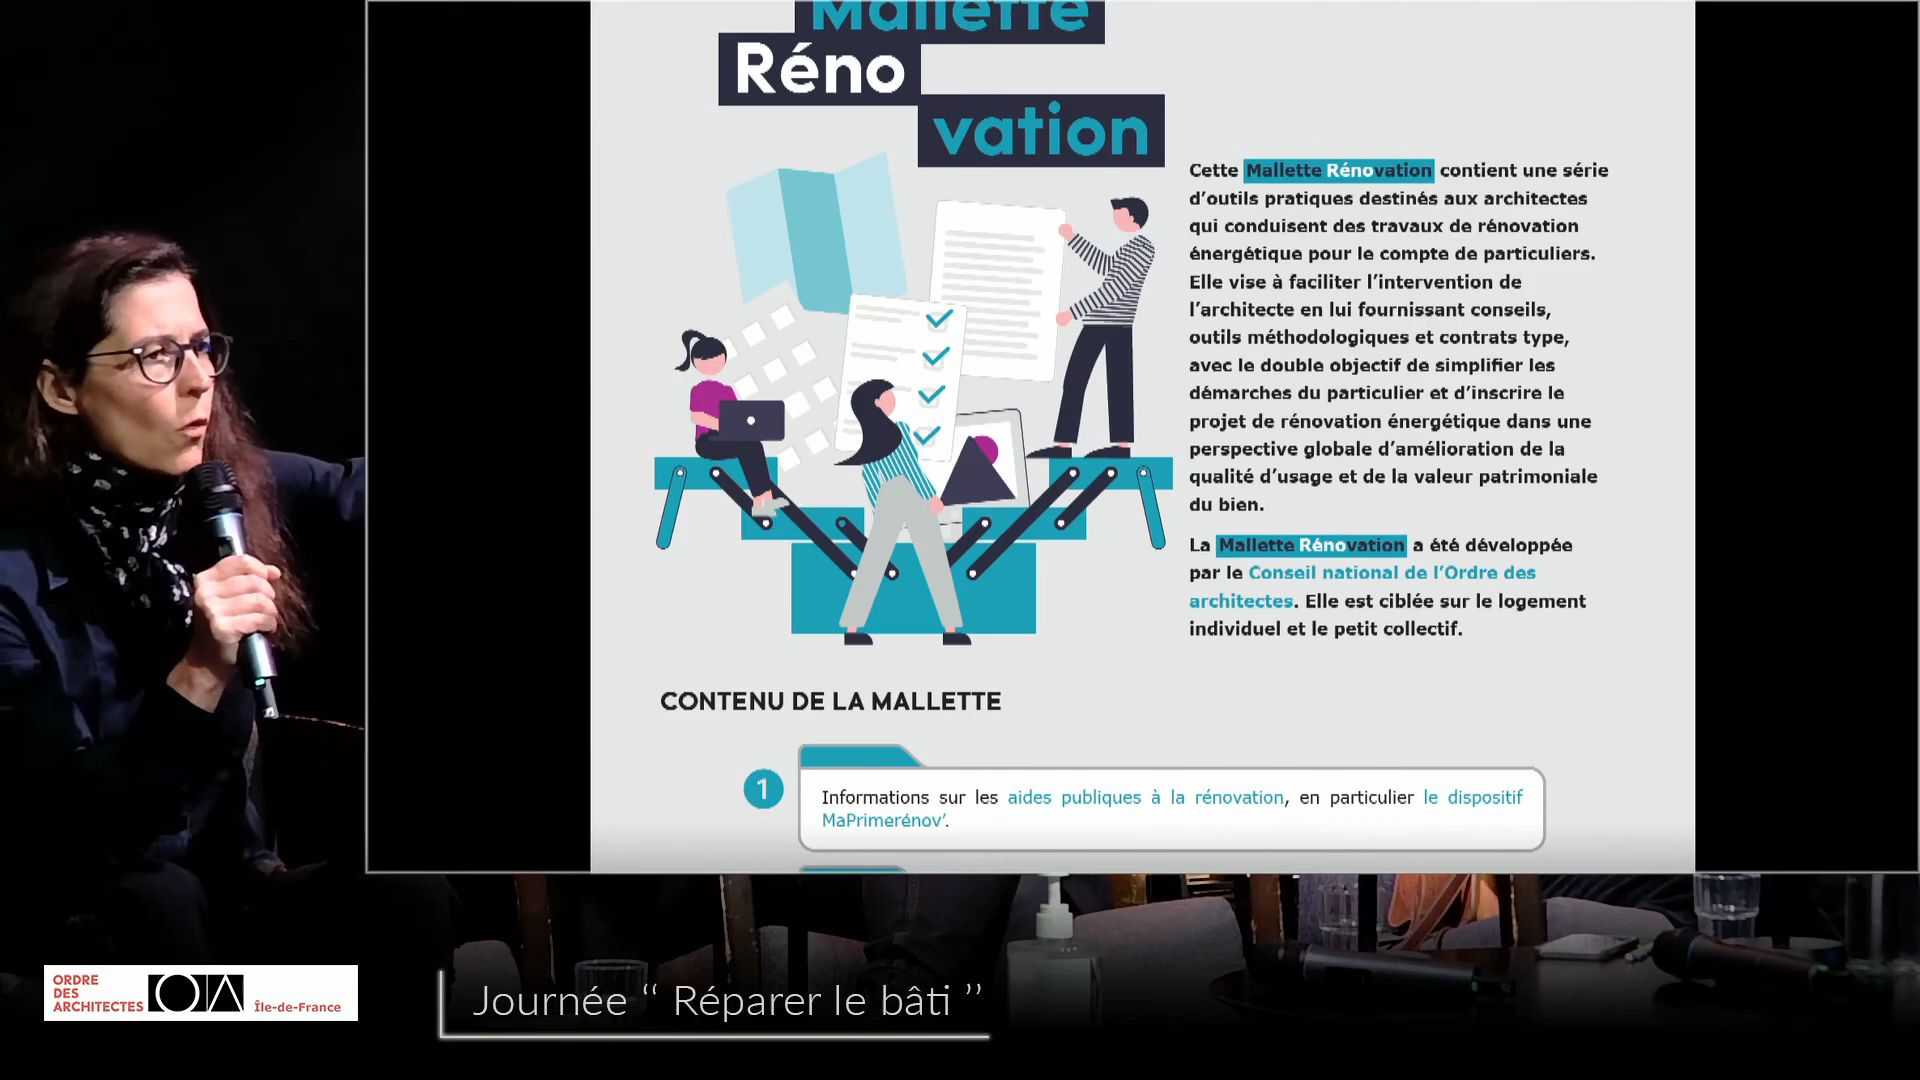 Mallette
Réno
vation
Cette Mallette Rénovation contient une série
d’outils pratiques destinés aux architectes
qui conduisent des travaux de rénovation
énergétique pour le compte de particuliers.
Elle vise à faciliter l’intervention de
l’architecte en lui fournissant conseils,
outils méthodologiques et contrats type,
avec le double objectif de simplifier les
démarches du particulier et d’inscrire le
projet de rénovation énergétique dans une
perspective globale d’amélioration de la
qualité d’usage et de la valeur patrimoniale
du bien.
La Mallette Rénovation a été développée
par le Conseil national de l’Ordre des
architectes. Elle est ciblée sur le logement
individuel et le petit collectif.
CONTENU DE LA MALLETTE
1
Informations sur les aides publiques à la rénovation, en particulier le dispositif
MaPrimerénov’.
ORDRE
DES
ARCHITECTES
OA
Île-de-France
Journée “ Réparer le bâti ”